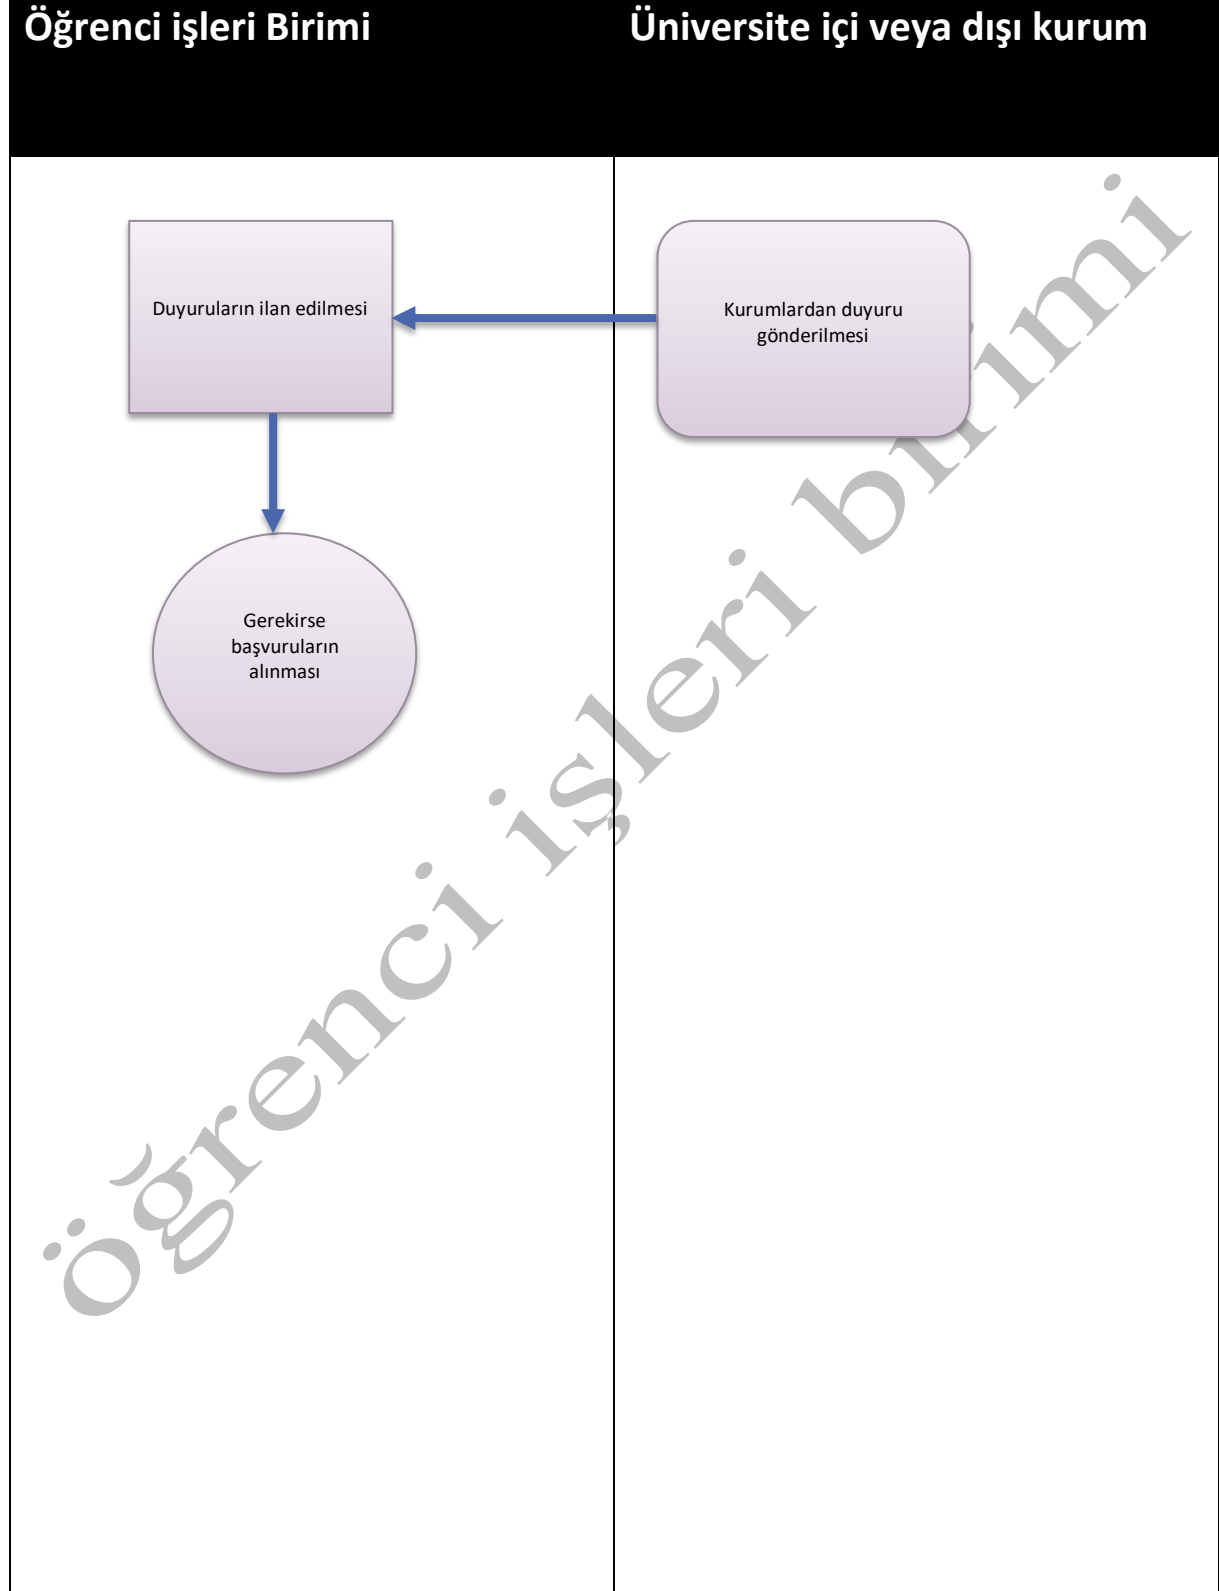 Öğrenci işleri Birimi
Üniversite içi veya dışı kurum
Duyuruların ilan edilmesi
Kurumlardan duyuru
gönderilmesi
Gerekirse
başvuruların
alınması
Öğrenci işleri birimi